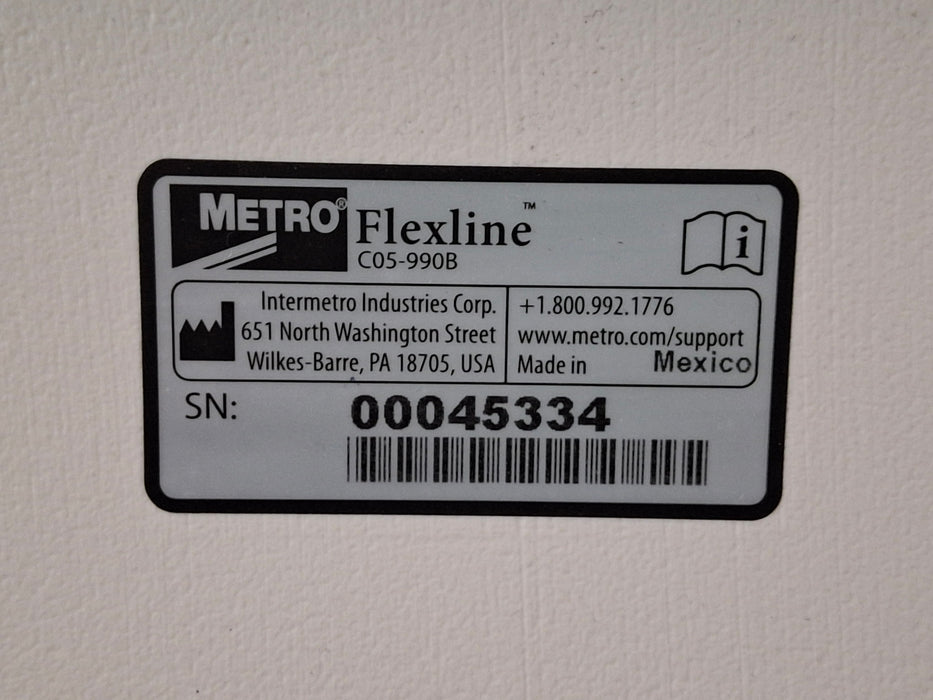 METRO®
Flexline™
C05-990B
i
Intermetro Industries Corp.
651 North Washington Street
Wilkes-Barre, PA 18705, USA
+1.800.992.1776
www.metro.com/support
Made in Mexico
SN: 00045334